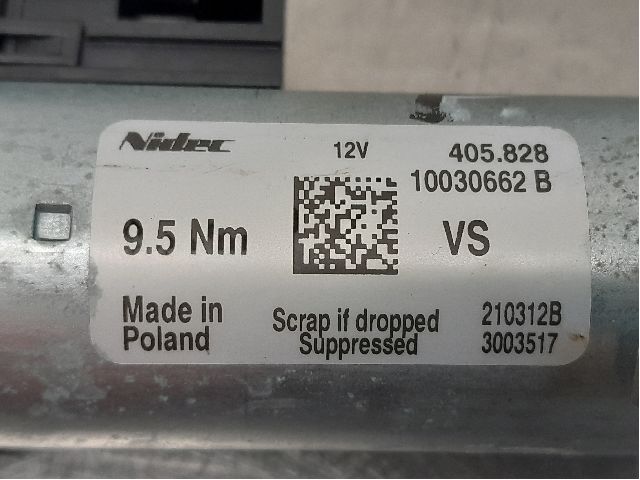 Nidec
12V
405.828
10030662 B
9.5 Nm
VS
Made in
Poland
Scrap if dropped
Suppressed
210312B
3003517